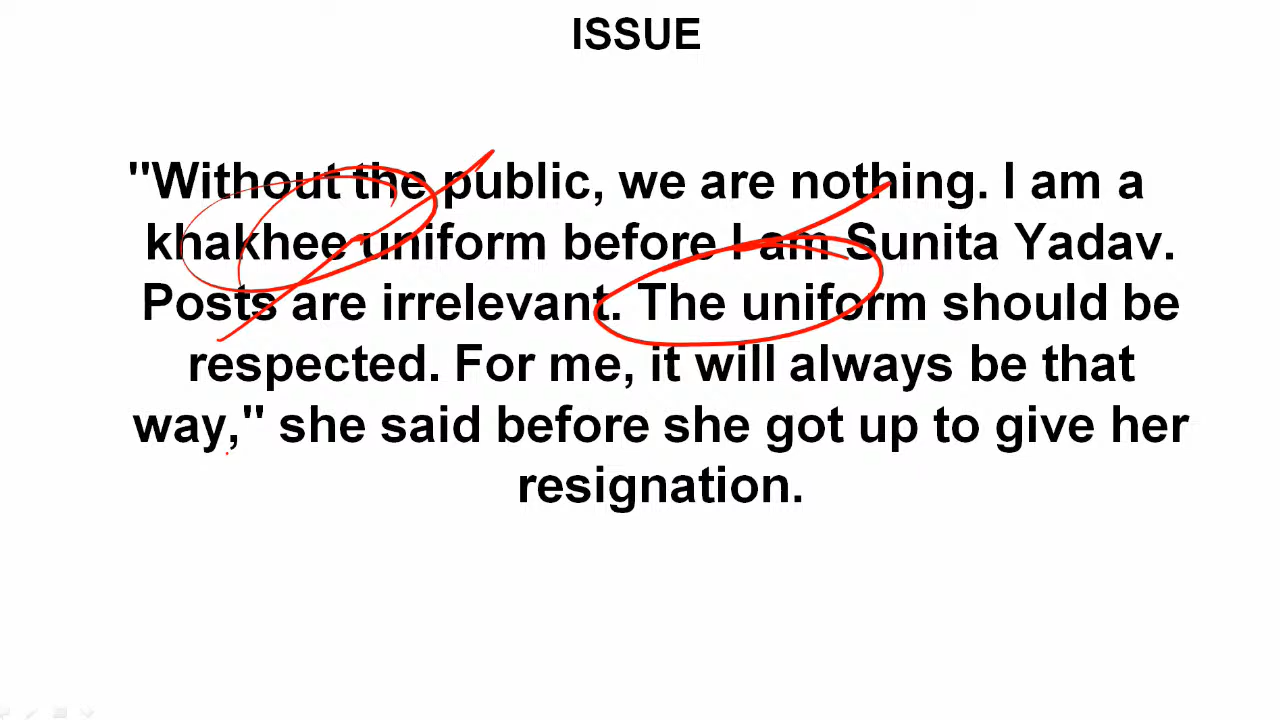 ISSUE
"Without the public, we are nothing. I am a
khakhee uniform before I am Sunita Yadav.
Posts are irrelevant. The uniform should be
respected. For me, it will always be that
way," she said before she got up to give her
resignation.